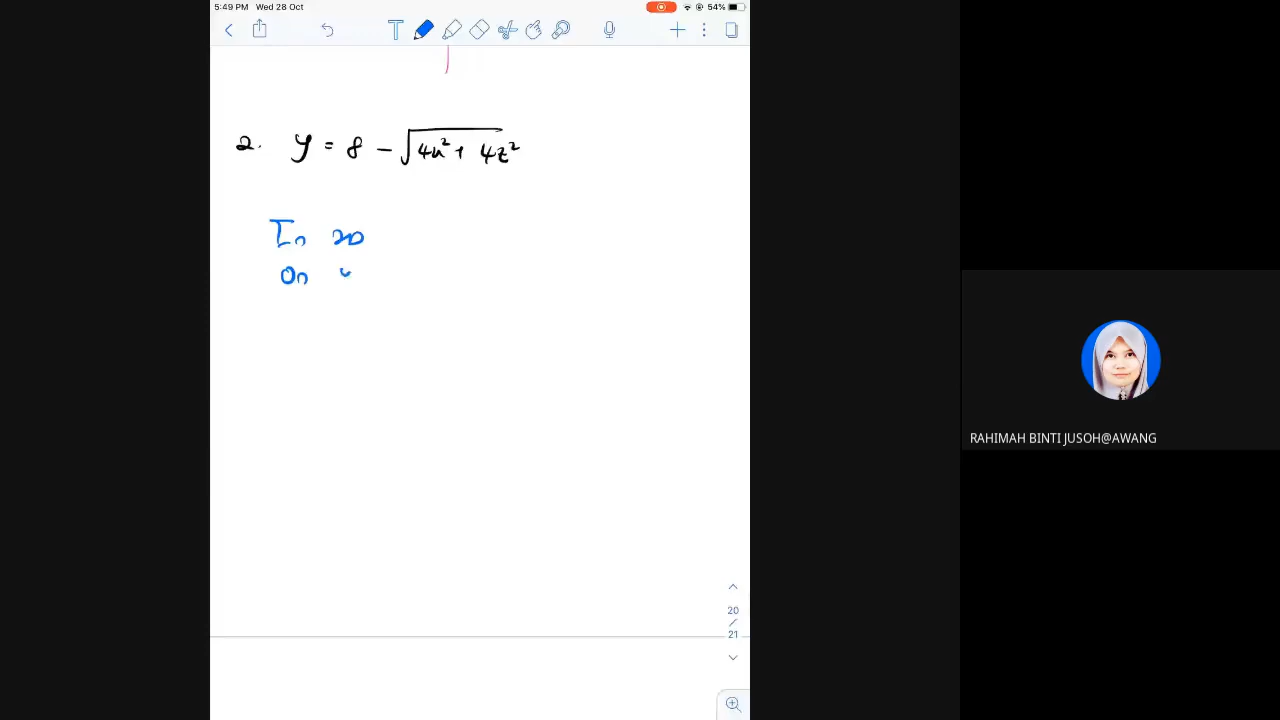 5:49 PM Wed 28 Oct
54%
2. y = 8 - √4x² + 4z²
In 2D
On
20
/
21
RAHIMAH BINTI JUSOH@AWANG